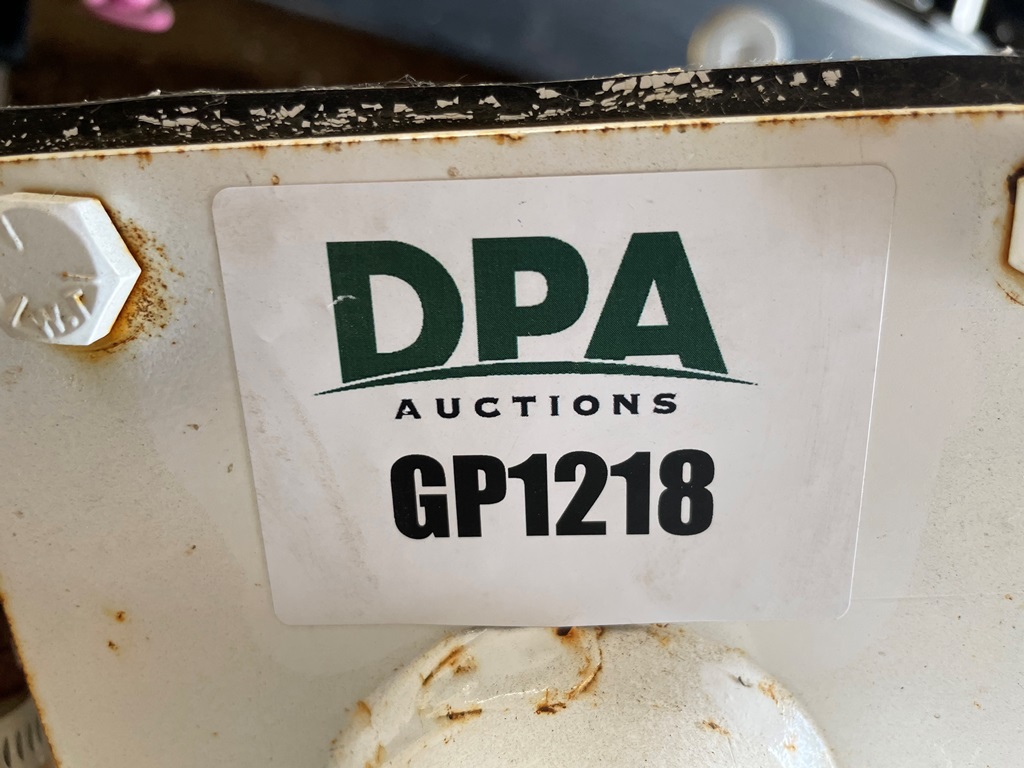 DPA
AUCTIONS
GP1218
W.T